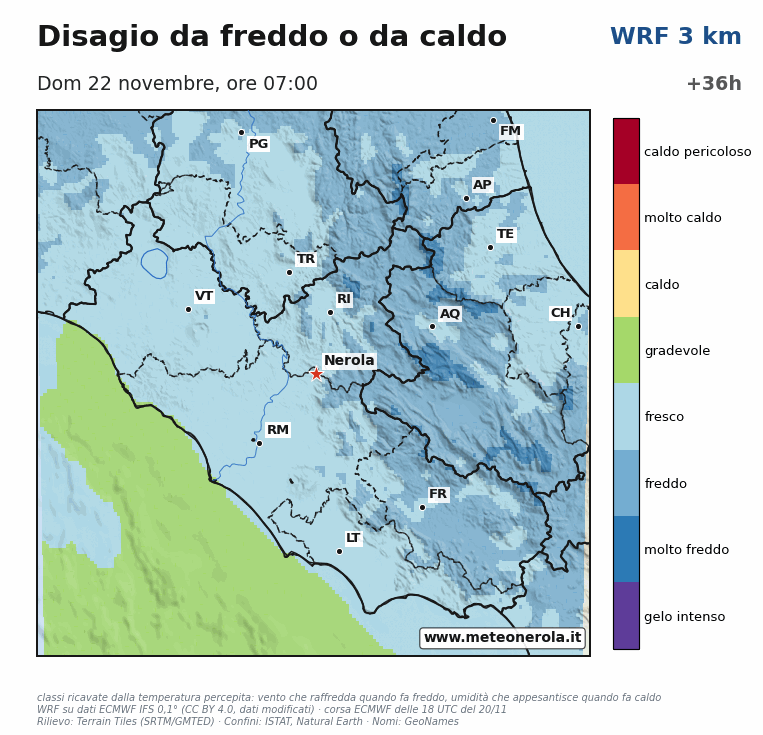 Disagio da freddo o da caldo
WRF 3 km
Dom 22 novembre, ore 07:00
+36h
FM
PG
AP
TE
TR
VT
RI
AQ
CH
Nerola
RM
FR
LT
www.meteonerola.it
caldo pericoloso
molto caldo
caldo
gradevole
fresco
freddo
molto freddo
gelo intenso
classi ricavate dalla temperatura percepita: vento che raffredda quando fa freddo, umidità che appesantisce quando fa caldo
WRF su dati ECMWF IFS 0,1° (CC BY 4.0, dati modificati) · corsa ECMWF delle 18 UTC del 20/11
Rilievo: Terrain Tiles (SRTM/GMTED) · Confini: ISTAT, Natural Earth · Nomi: GeoNames